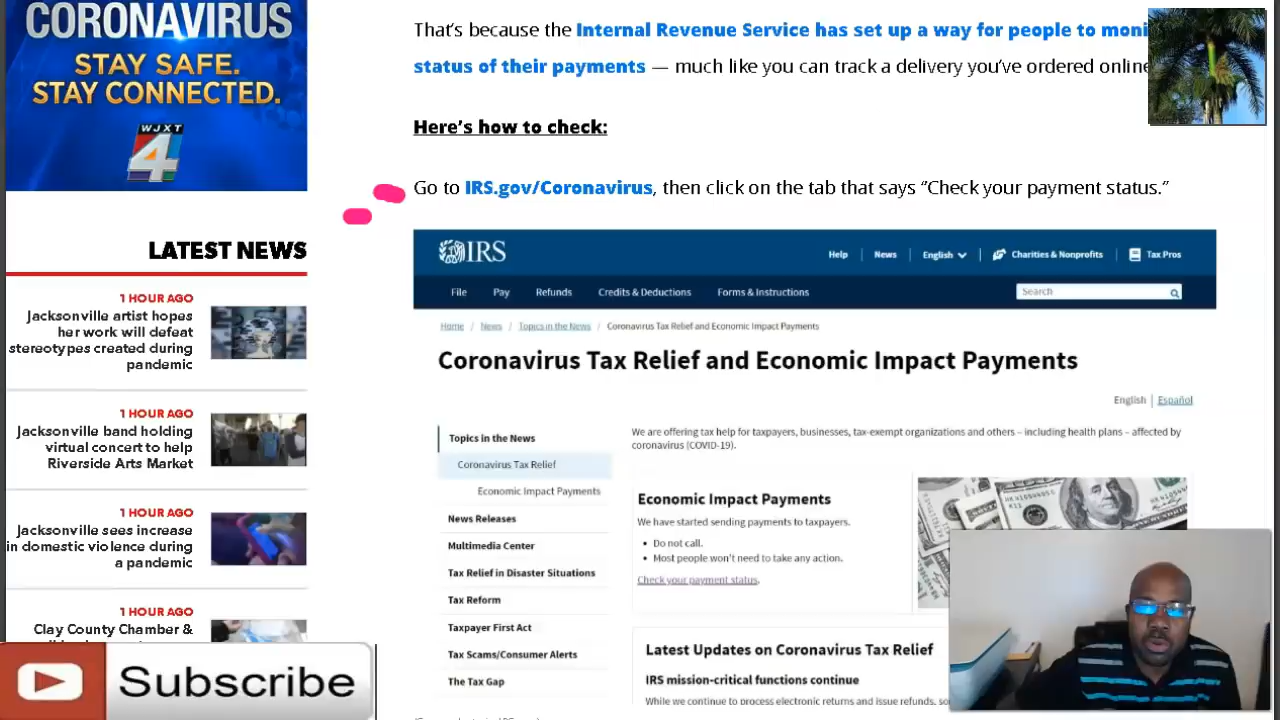 CORONAVIRUS
STAY SAFE.
STAY CONNECTED.
WJXT
4
LATEST NEWS
1 HOUR AGO
Jacksonville artist hopes
her work will defeat
stereotypes created during
pandemic
1 HOUR AGO
Jacksonville band holding
virtual concert to help
Riverside Arts Market
1 HOUR AGO
Jacksonville sees increase
in domestic violence during
a pandemic
1 HOUR AGO
Clay County Chamber &
Subscribe
That’s because the Internal Revenue Service has set up a way for people to moni
status of their payments — much like you can track a delivery you’ve ordered online
Here’s how to check:
Go to IRS.gov/Coronavirus, then click on the tab that says “Check your payment status.”
IRS
Help News English Charities & Nonprofits Tax Pros
File Pay Refunds Credits & Deductions Forms & Instructions Search
Home / News / Topics in the News / Coronavirus Tax Relief and Economic Impact Payments
Coronavirus Tax Relief and Economic Impact Payments
English | Español
Topics in the News
Coronavirus Tax Relief
Economic Impact Payments
News Releases
Multimedia Center
Tax Relief in Disaster Situations
Tax Reform
Taxpayer First Act
Tax Scams/Consumer Alerts
The Tax Gap
We are offering tax help for taxpayers, businesses, tax-exempt organizations and others – including health plans – affected by
coronavirus (COVID-19).
Economic Impact Payments
We have started sending payments to taxpayers.
• Do not call.
• Most people won't need to take any action.
Check your payment status.
Latest Updates on Coronavirus Tax Relief
IRS mission-critical functions continue
While we continue to process electronic returns and issue refunds,